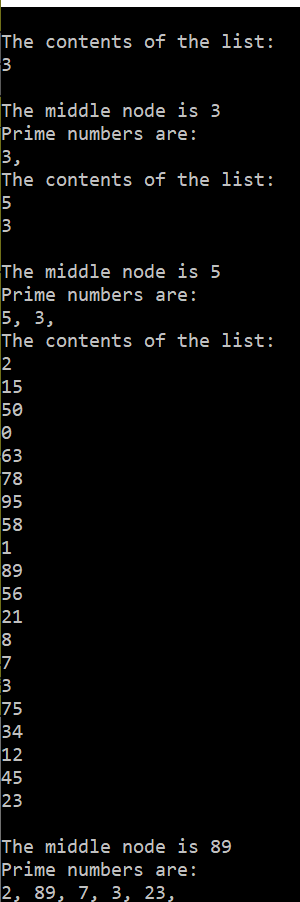 The contents of the list:
3
The middle node is 3
Prime numbers are:
3,
The contents of the list:
5
3
The middle node is 5
Prime numbers are:
5, 3,
The contents of the list:
2
15
50
0
63
78
95
58
1
89
56
21
8
7
3
75
34
12
45
23
The middle node is 89
Prime numbers are:
2, 89, 7, 3, 23,